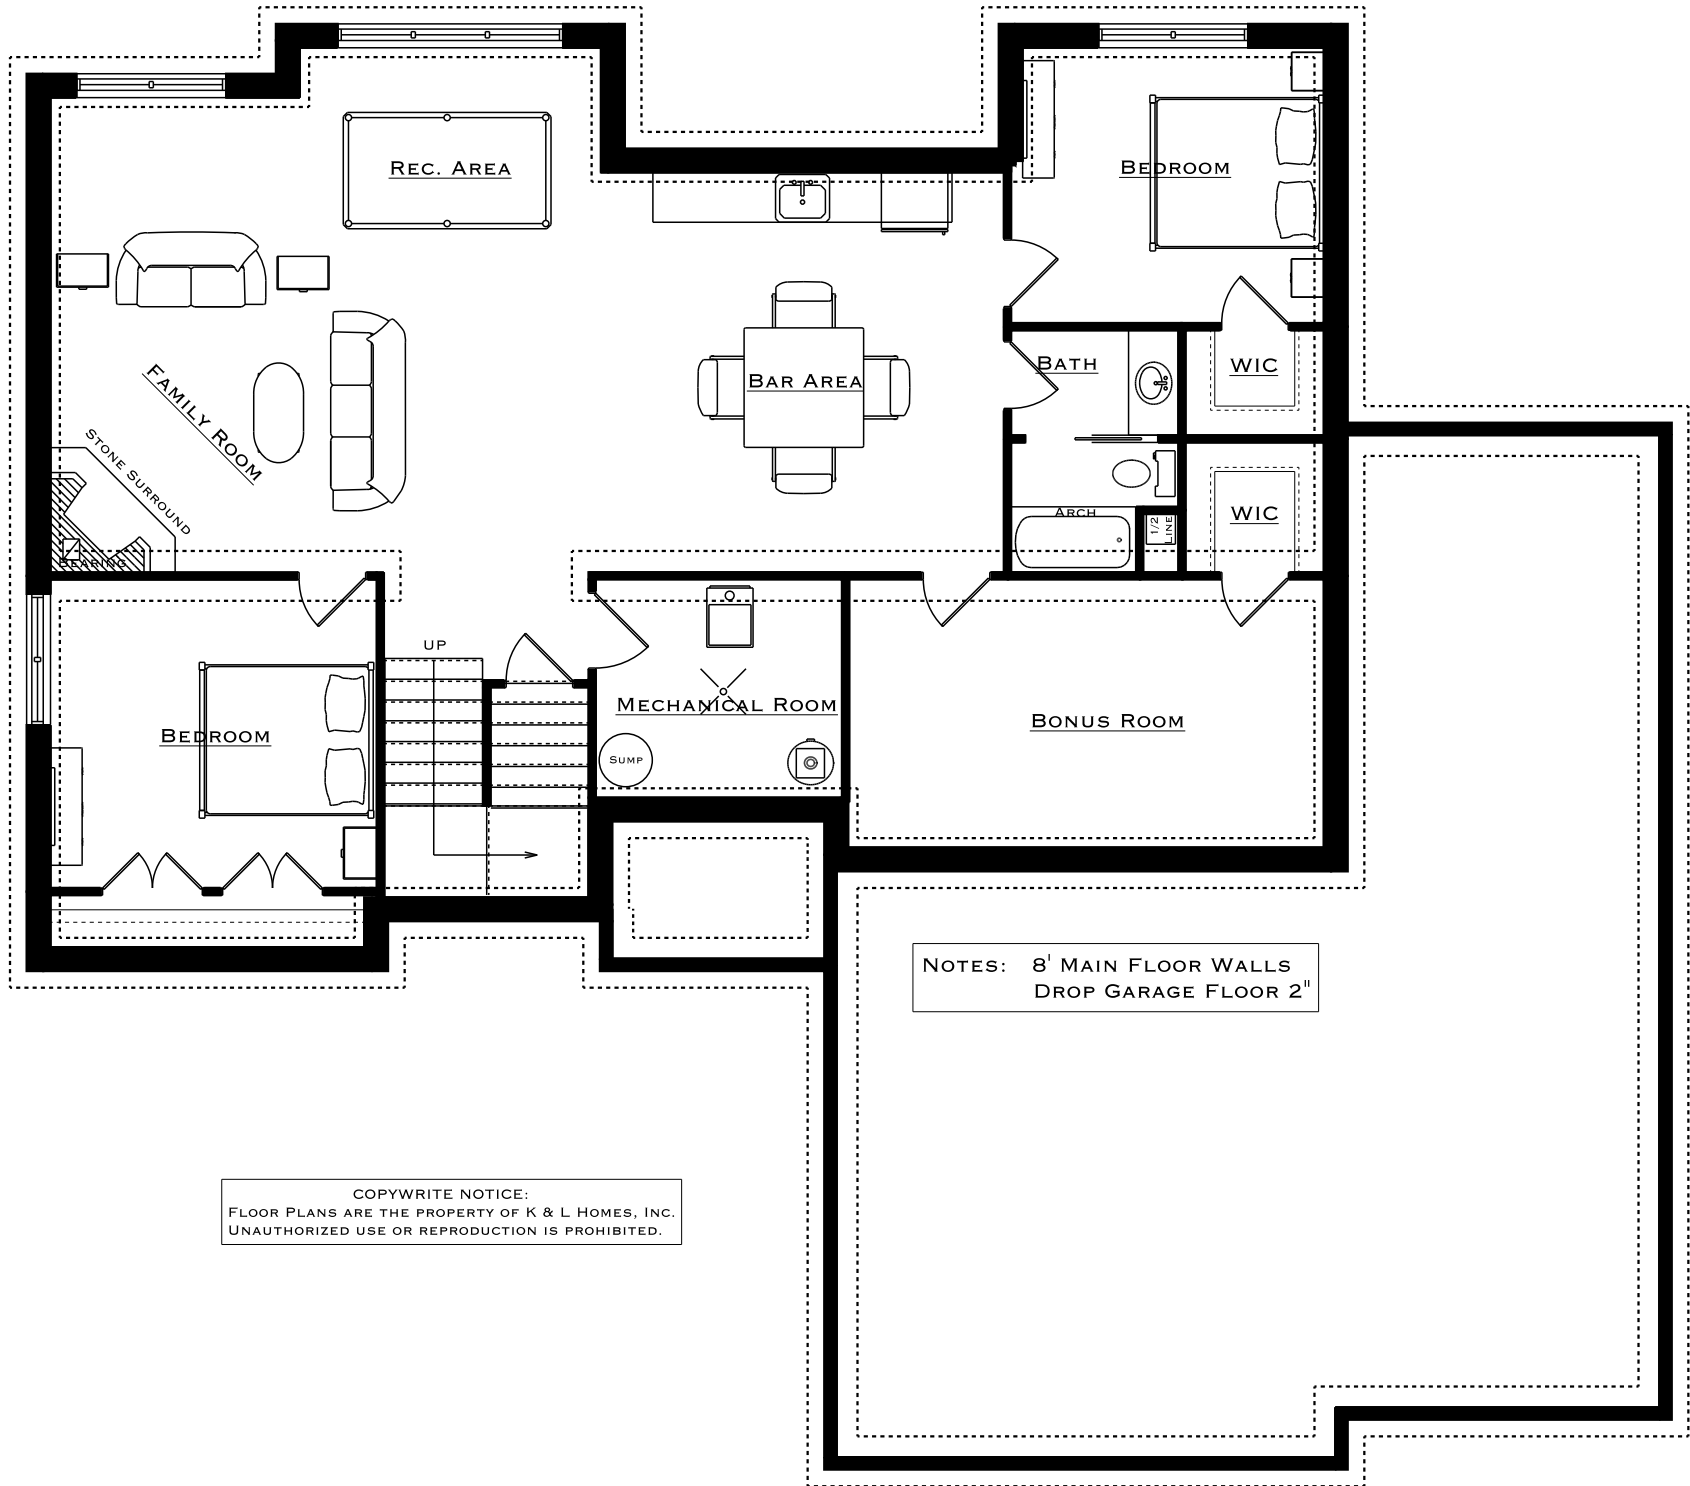 Rec. Area
Bedroom
Family Room
Stone Surround
Bearing
Bar Area
Bath
WIC
Arch
1/2
Line
WIC
UP
Bedroom
Mechanical Room
Sump
Bonus Room
Notes: 8' Main Floor Walls
Drop Garage Floor 2"
COPYWRITE NOTICE:
Floor Plans are the property of K & L Homes, Inc.
Unauthorized use or reproduction is prohibited.